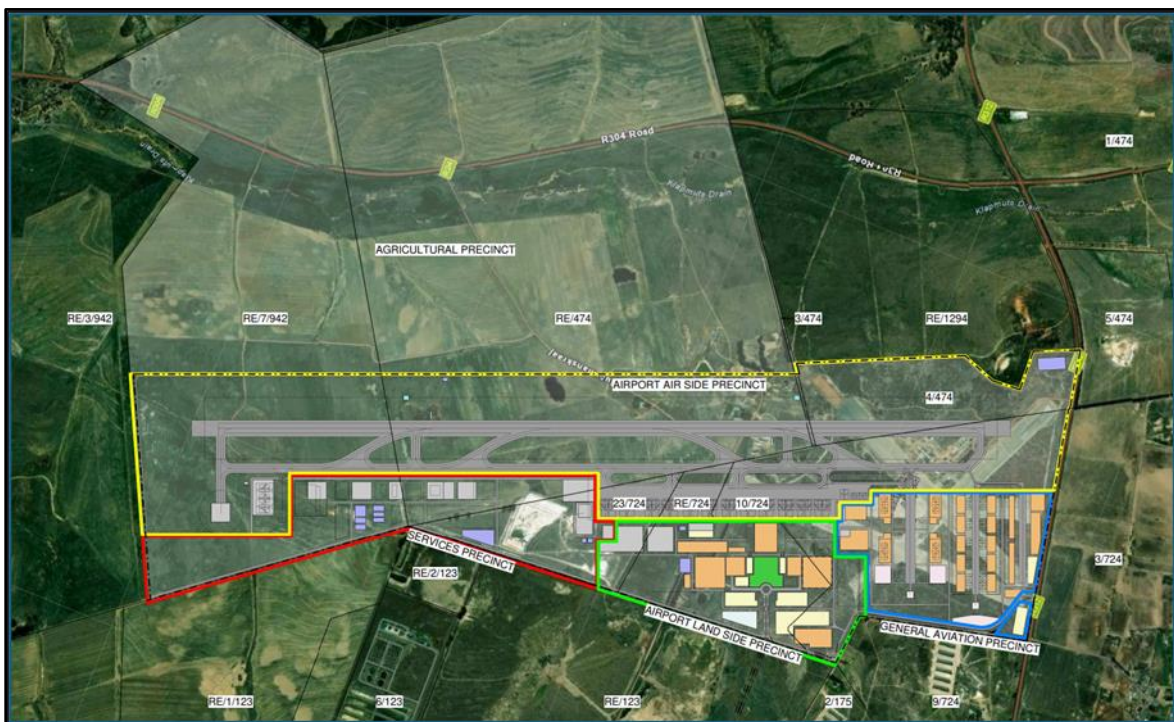 R304 Road
R304 Road
1/474
Klapmuts Drain
Klapmuts Drain
Klapmuts Drain
AGRICULTURAL PRECINCT
RE/3/942
RE/7/942
RE/474
3/474
RE/1294
5/474
AIRPORT AIR SIDE PRECINCT
4/474
23/724
RE/724
10/724
SERVICES PRECINCT
RE/2/123
3/724
AIRPORT LAND SIDE PRECINCT
GENERAL AVIATION PRECINCT
RE/1/123
5/123
RE/123
2/175
9/724